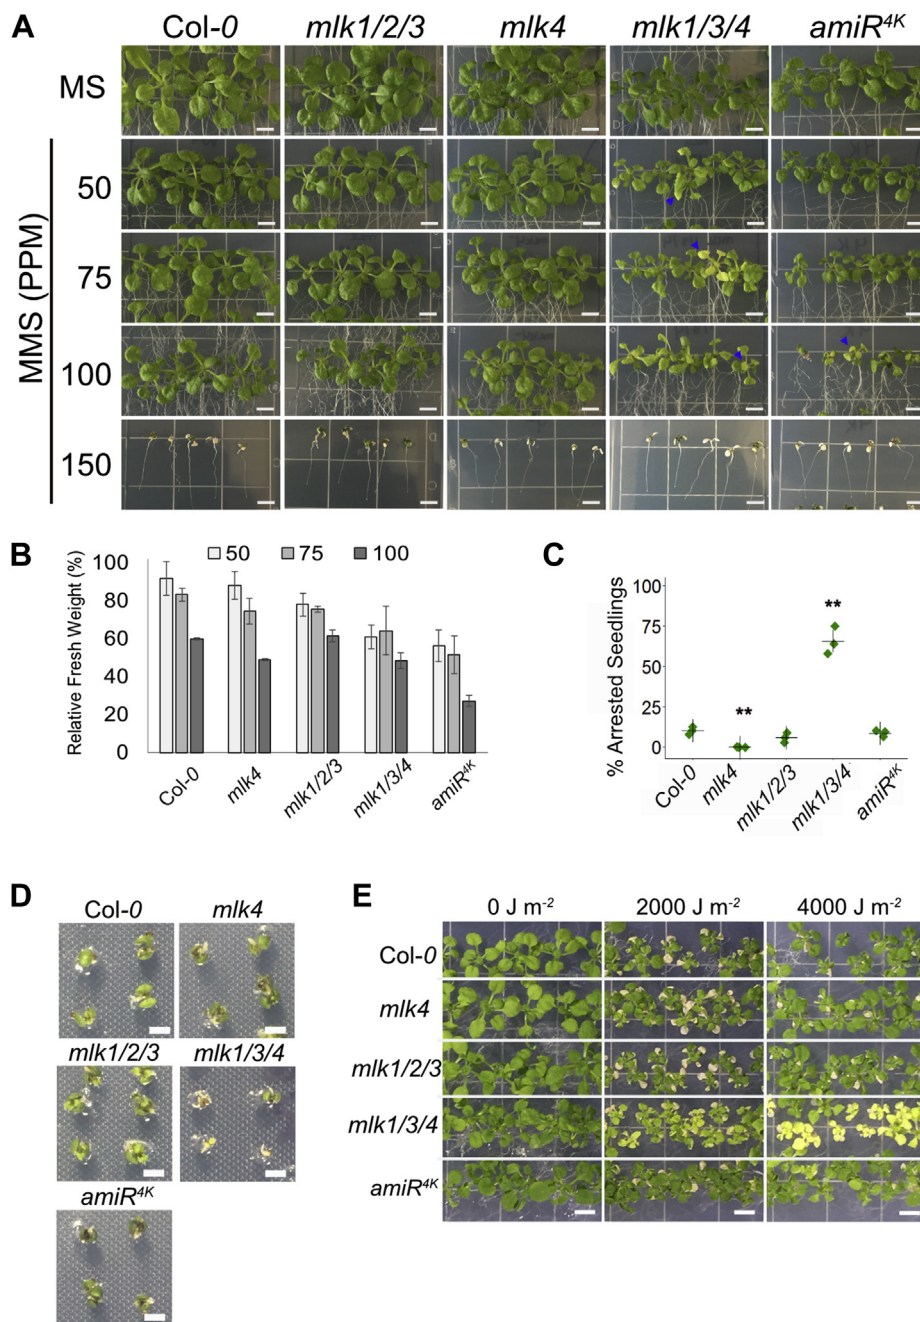 A
Col-0 mlk1/2/3 mlk4 mlk1/3/4 amiR4K
MS
MMS (PPM)
50
75
100
150
B
50 75 100
Relative Fresh Weight (%)
100
80
60
40
20
0
Col-0 mlk4 mlk1/2/3 mlk1/3/4 amiR4K
C
% Arrested Seedlings
100
75
50
25
0
** **
Col-0 mlk4 mlk1/2/3 mlk1/3/4 amiR4K
D
Col-0 mlk4
mlk1/2/3 mlk1/3/4
amiR4K
E
0 J m-2 2000 J m-2 4000 J m-2
Col-0
mlk4
mlk1/2/3
mlk1/3/4
amiR4K